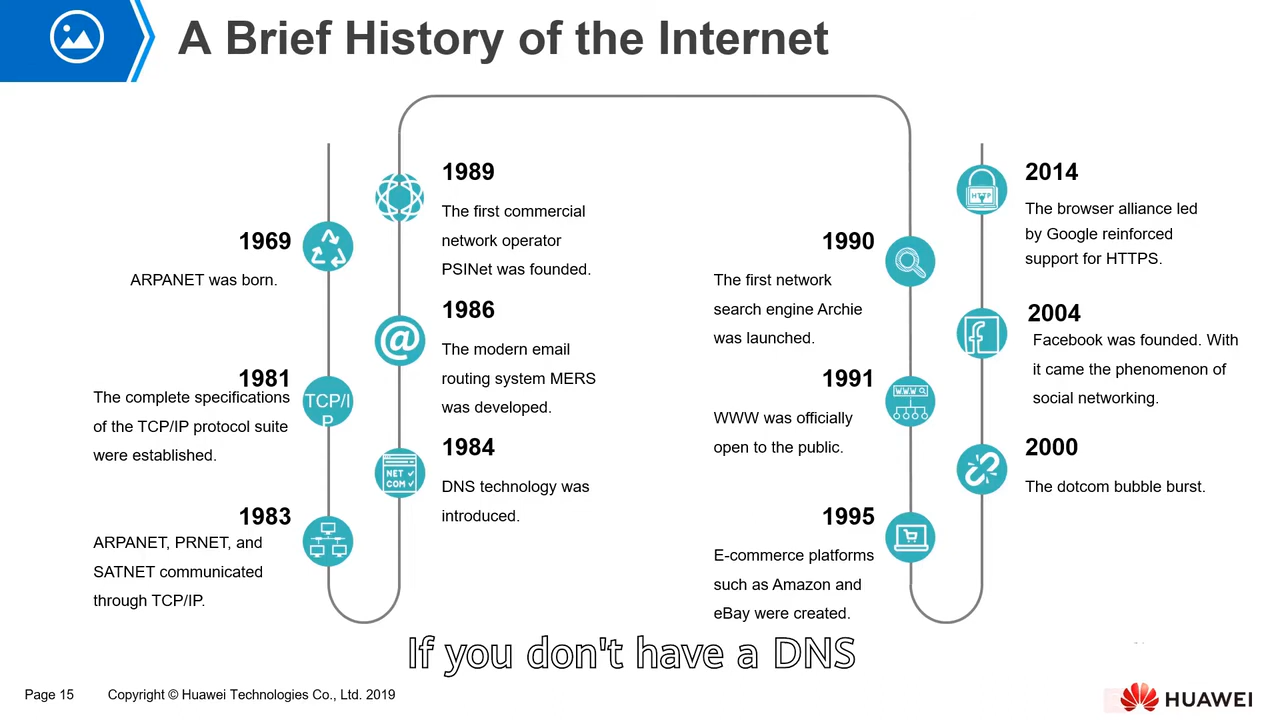 A Brief History of the Internet
1969
ARPANET was born.
1981
The complete specifications
of the TCP/IP protocol suite
were established.
TCP/I
P
1983
ARPANET, PRNET, and
SATNET communicated
through TCP/IP.
1989
The first commercial
network operator
PSINet was founded.
1986
The modern email
routing system MERS
was developed.
@
1984
DNS technology was
introduced.
NET
COM
1990
The first network
search engine Archie
was launched.
1991
WWW was officially
open to the public.
WWW
1995
E-commerce platforms
such as Amazon and
eBay were created.
2014
The browser alliance led
by Google reinforced
support for HTTPS.
HTTP
2004
Facebook was founded. With
it came the phenomenon of
social networking.
f
2000
The dotcom bubble burst.
If you don't have a DNS
Page 15
Copyright © Huawei Technologies Co., Ltd. 2019
HUAWEI